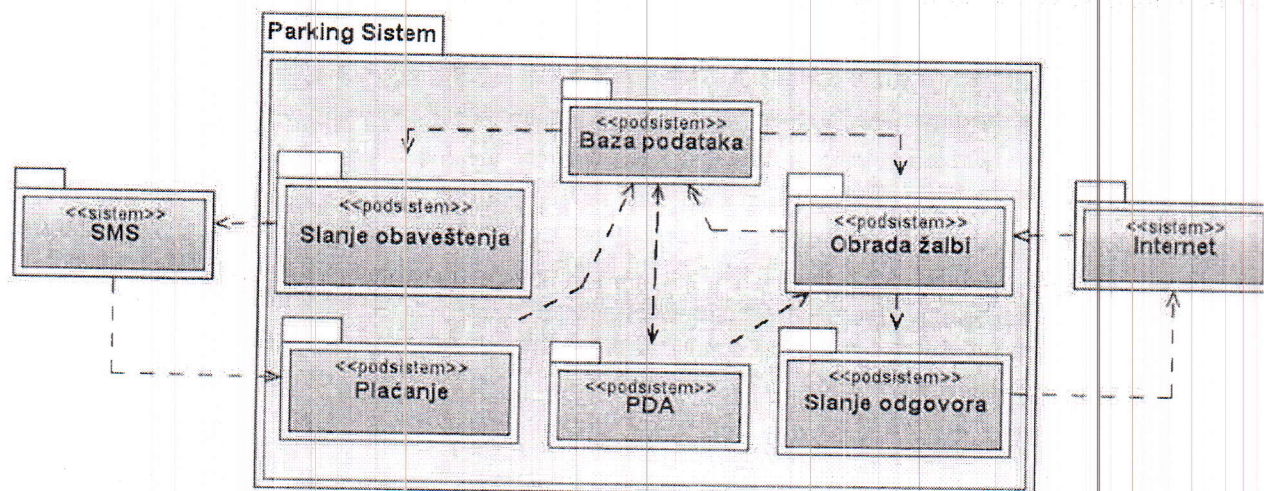 Parking Sistem
<<podsistem>>
Baza podataka
<<sistem>>
SMS
<<podsistem>>
Slanje obaveštenja
<<podsistem>>
Obrada žalbi
<<sistem>>
Internet
<<podsistem>>
Plaćanje
<<podsistem>>
PDA
<<podsistem>>
Slanje odgovora